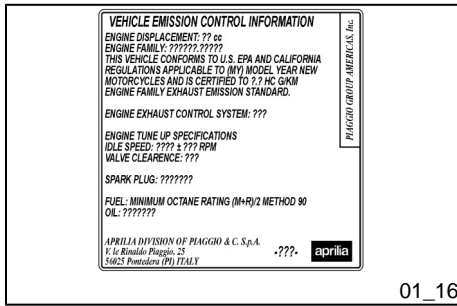 VEHICLE EMISSION CONTROL INFORMATION
ENGINE DISPLACEMENT: ?? cc
ENGINE FAMILY: ??????.?????
THIS VEHICLE CONFORMS TO U.S. EPA AND CALIFORNIA
REGULATIONS APPLICABLE TO (MY) MODEL YEAR NEW
MOTORCYCLES AND IS CERTIFIED TO ?.? HC G/KM
ENGINE FAMILY EXHAUST EMISSION STANDARD.
ENGINE EXHAUST CONTROL SYSTEM: ???
ENGINE TUNE UP SPECIFICATIONS
IDLE SPEED: ???? ± ??? RPM
VALVE CLEARENCE: ???
SPARK PLUG: ???????
FUEL: MINIMUM OCTANE RATING (M+R)/2 METHOD 90
OIL: ???????
APRILIA DIVISION OF PIAGGIO & C. S.p.A.
V. le Rinaldo Piaggio, 25
56025 Pontedera (PI) ITALY
-???-
aprilia
PIAGGIO GROUP AMERICAS, Inc.
01_16